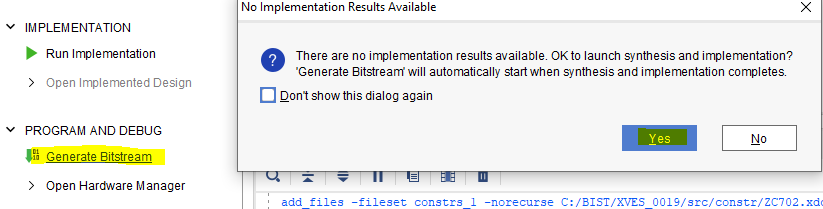 No Implementation Results Available
IMPLEMENTATION
Run Implementation
Open Implemented Design
PROGRAM AND DEBUG
Generate Bitstream
Open Hardware Manager
There are no implementation results available. OK to launch synthesis and implementation?
'Generate Bitstream' will automatically start when synthesis and implementation completes.
Don't show this dialog again
Yes
No
add_files -fileset constrs_1 -norecurse C:/BIST/XVES_0019/src/constr/ZC702.xdc